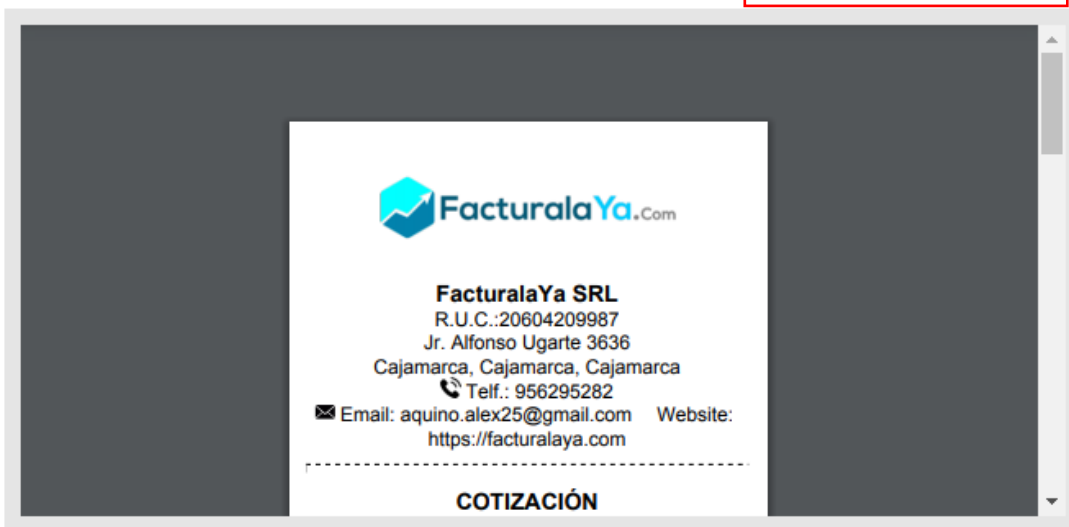 FacturalaYa.Com
FacturalaYa SRL
R.U.C.:20604209987
Jr. Alfonso Ugarte 3636
Cajamarca, Cajamarca, Cajamarca
Telf.: 956295282
Email: aquino.alex25@gmail.com Website:
https://facturalaya.com
COTIZACIÓN